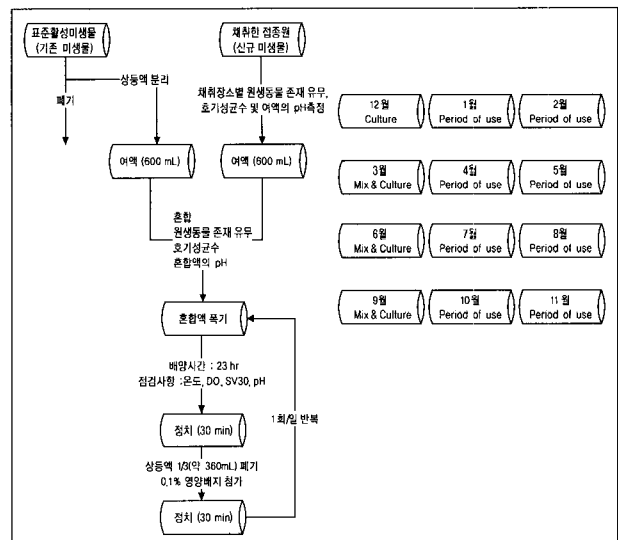 표준활성미생물
(기존 미생물)
채취한 접종원
(신규 미생물)
상등액 분리
폐기
채취장소별 원생동물 존재 유무,
호기성균수 및 여액의 pH측정
여액 (600 mL)
여액 (600 mL)
혼합
원생동물 존재 유무
호기성균수
혼합액의 pH
혼합액 폭기
배양시간 : 23 hr
점검사항 :온도, DO, SV30, pH
1회/일 반복
정치 (30 min)
상등액 1/3(약 360mL) 폐기
0.1% 영양배지 첨가
정치 (30 min)
12월
Culture
1월
Period of use
2월
Period of use
3월
Mix & Culture
4월
Period of use
5월
Period of use
6월
Mix & Culture
7월
Period of use
8월
Period of use
9월
Mix & Culture
10월
Period of use
11월
Period of use